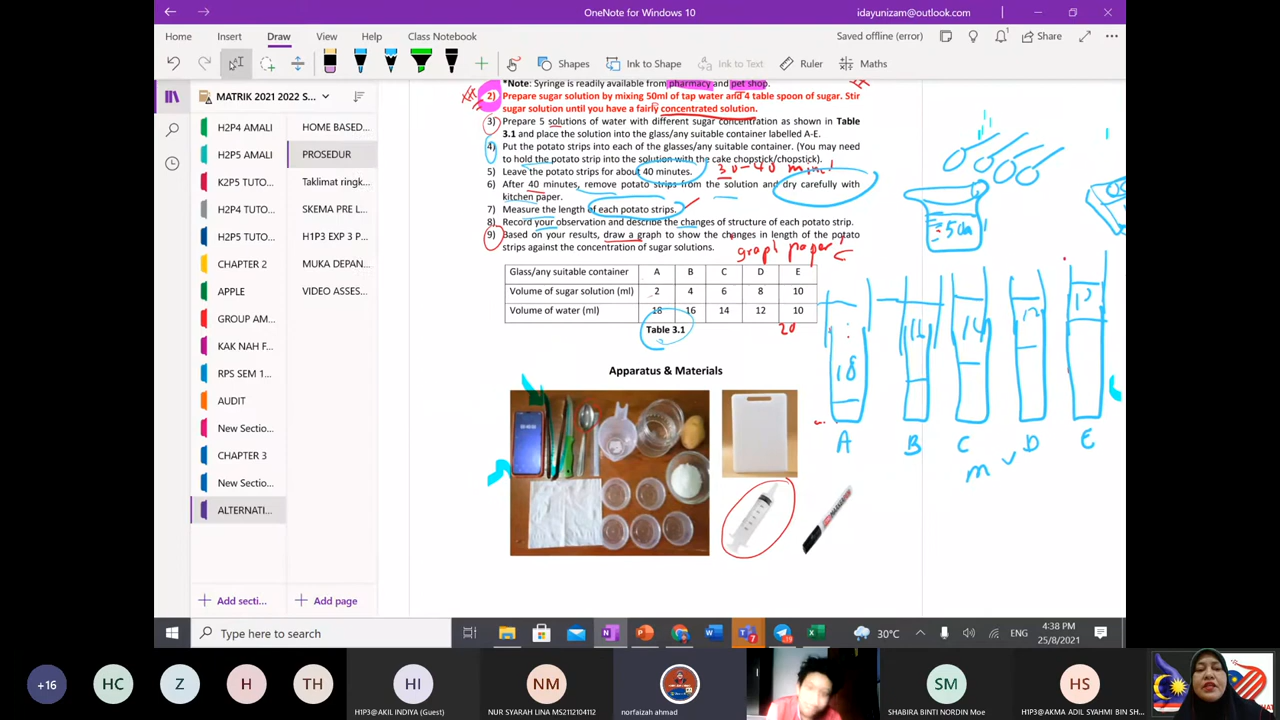 OneNote for Windows 10
idayunizam@outlook.com
Home Insert Draw View Help Class Notebook
Saved offline (error)
Share
Shapes
Ink to Shape
Ink to Text
Ruler
Maths
MATRIK 2021 2022 S...
H2P4 AMALI
H2P5 AMALI
K2P5 TUTO...
H2P4 TUTO...
H2P5 TUTO...
CHAPTER 2
APPLE
GROUP AM...
KAK NAH F...
RPS SEM 1
AUDIT
New Sectio...
CHAPTER 3
New Sectio...
ALTERNATI...
Add secti...
HOME BASED...
PROSEDUR
Taklimat ringk...
SKEMA PRE L...
H1P3 EXP 3 P...
MUKA DEPAN...
VIDEO ASSES...
Add page
*Note: Syringe is readily available from pharmacy and pet shop.
2) Prepare sugar solution by mixing 50ml of tap water and 4 table spoon of sugar. Stir
sugar solution until you have a fairly concentrated solution.
3) Prepare 5 solutions of water with different sugar concentration as shown in Table
3.1 and place the solution into the glass/any suitable container labelled A-E.
4) Put the potato strips into each of the glasses/any suitable container. (You may need
to hold the potato strip into the solution with the cake chopstick/chopstick).
5) Leave the potato strips for about 40 minutes.
30-40 min
6) After 40 minutes, remove potato strips from the solution and dry carefully with
kitchen paper.
7) Measure the length of each potato strips.
8) Record your observation and describe the changes of structure of each potato strip.
9) Based on your results, draw a graph to show the changes in length of the potato
strips against the concentration of sugar solutions.
graph paper
Glass/any suitable container A B C D E
Volume of sugar solution (ml) 2 4 6 8 10
Volume of water (ml) 18 16 14 12 10
Table 3.1
20
Apparatus & Materials
18 16 14 12
A B C D E
m
Type here to search
30°C
ENG
4:38 PM
25/8/2021
+16
HC
Z
H
TH
HI
H1P3@AKIL INDIYA (Guest)
NM
NUR SYARAH LINA MS2112104112
norfaizah ahmad
SM
SHABIRA BINTI NORDIN Moe
HS
H1P3@AKMA ADIL SYAHMI BIN SH...